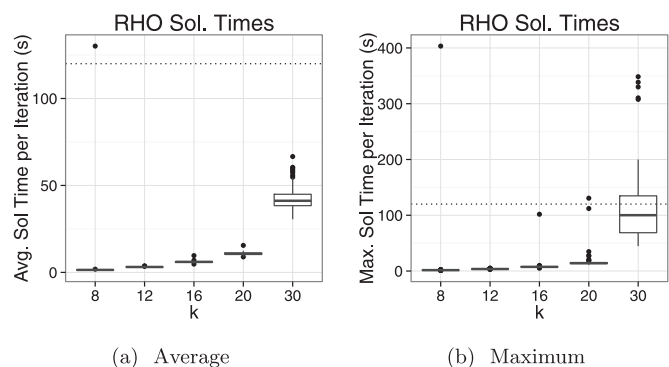 RHO Sol. Times
Avg. Sol Time per Iteration (s)
100
50
0
8 12 16 20 30
k
(a) Average
RHO Sol. Times
Max. Sol Time per Iteration (s)
400
300
200
100
0
8 12 16 20 30
k
(b) Maximum